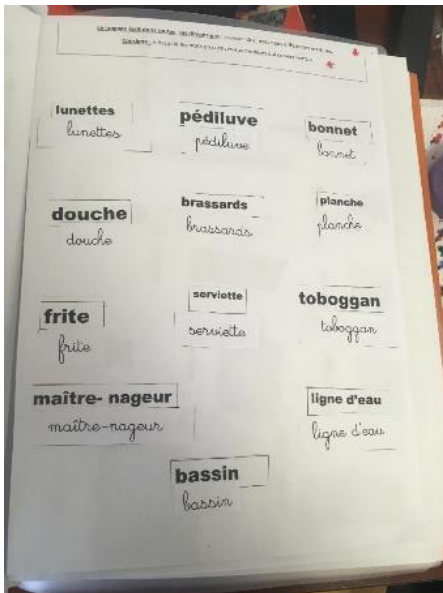 lunettes
lunettes
pédiluve
pédiluve
bonnet
bonnet
douche
douche
brassards
brassards
planche
planche
frite
frite
serviette
serviette
toboggan
toboggan
maître- nageur
maître-nageur
ligne d'eau
ligne d'eau
bassin
bassin